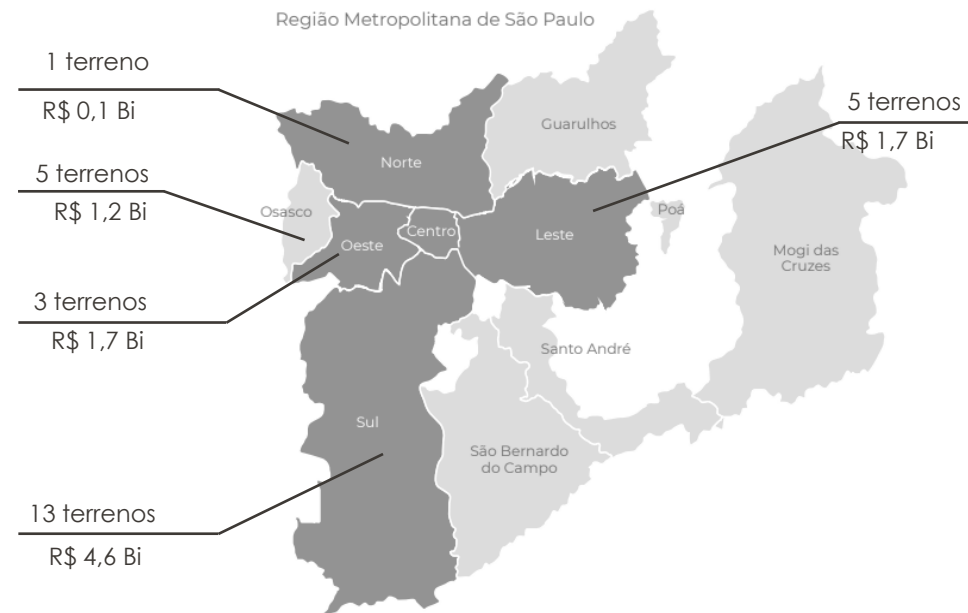 Região Metropolitana de São Paulo
1 terreno
R$ 0,1 Bi
5 terrenos
R$ 1,7 Bi
Guarulhos
Norte
5 terrenos
R$ 1,2 Bi
Osasco
Oeste
Centro
Leste
Poá
Mogi das
Cruzes
3 terrenos
R$ 1,7 Bi
Santo André
Sul
São Bernardo
do Campo
13 terrenos
R$ 4,6 Bi